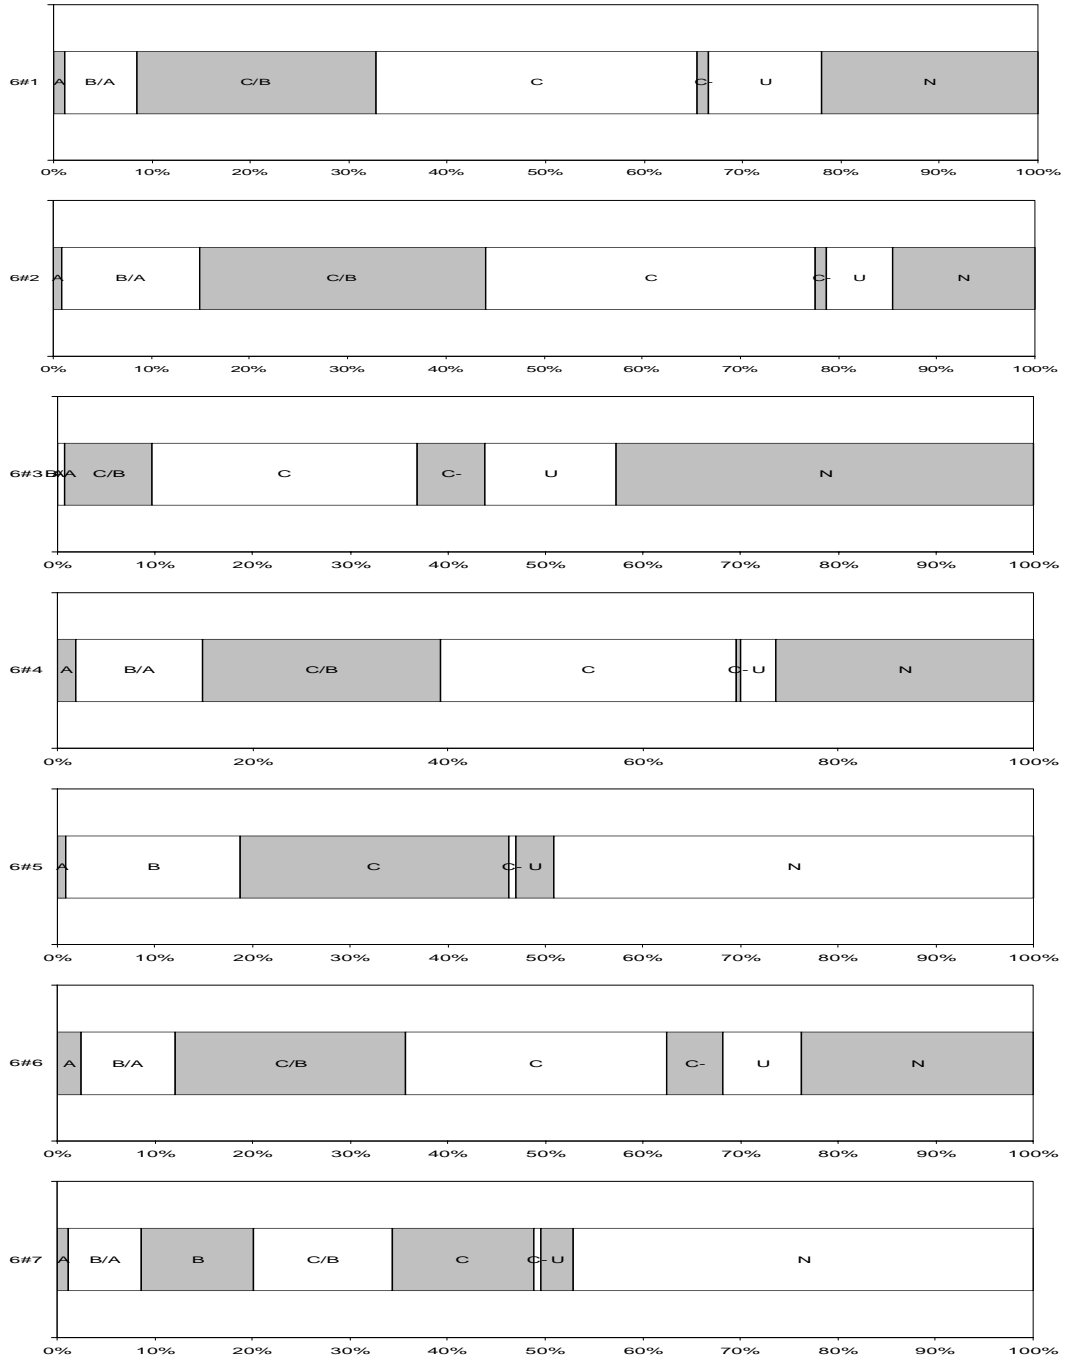 6#1 A B/A C/B C C- U N
0% 10% 20% 30% 40% 50% 60% 70% 80% 90% 100%
6#2 A B/A C/B C C- U N
0% 10% 20% 30% 40% 50% 60% 70% 80% 90% 100%
6#3 A B/A C/B C C- U N
0% 10% 20% 30% 40% 50% 60% 70% 80% 90% 100%
6#4 A B/A C/B C C- U N
0% 20% 40% 60% 80% 100%
6#5 A B C C- U N
0% 10% 20% 30% 40% 50% 60% 70% 80% 90% 100%
6#6 A B/A C/B C C- U N
0% 10% 20% 30% 40% 50% 60% 70% 80% 90% 100%
6#7 A B/A B C/B C C- U N
0% 10% 20% 30% 40% 50% 60% 70% 80% 90% 100%